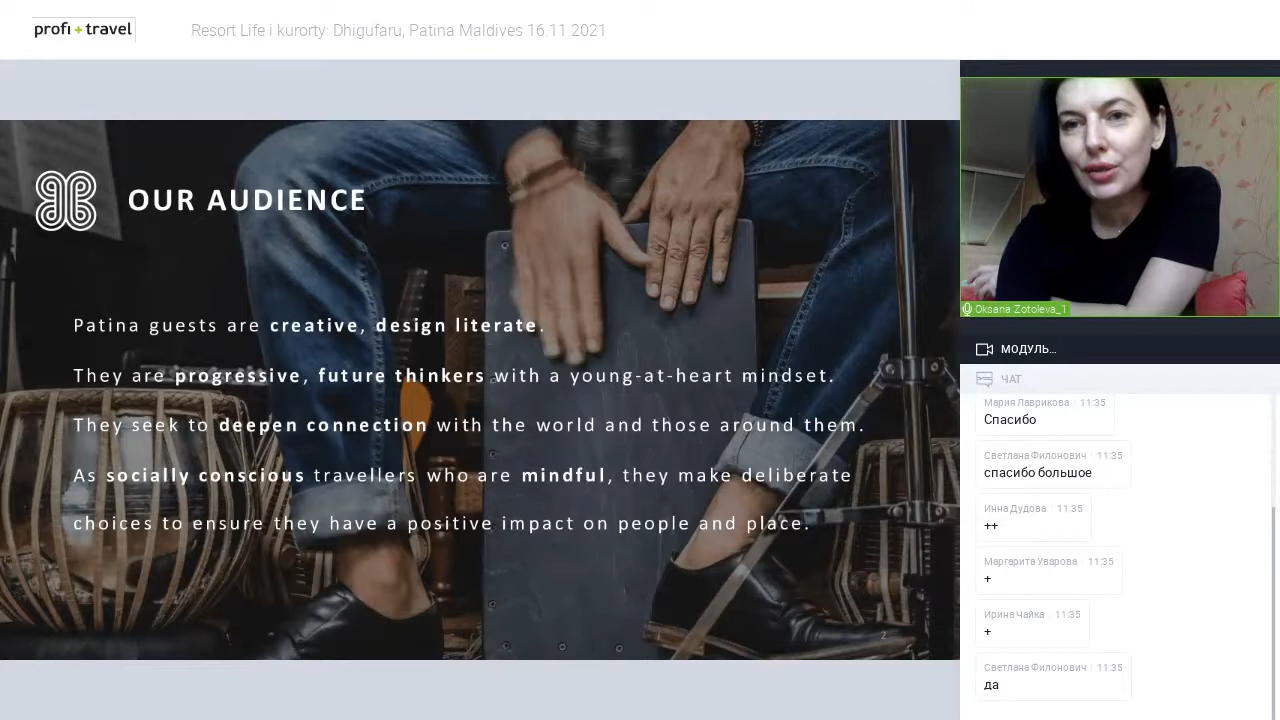 profi + travel
Resort Life i kurorty: Dhigufaru, Patina Maldives 16.11.2021
OUR AUDIENCE
Patina guests are creative, design literate.
They are progressive, future thinkers with a young-at-heart mindset.
They seek to deepen connection with the world and those around them.
As socially conscious travellers who are mindful, they make deliberate
choices to ensure they have a positive impact on people and place.
2
Oksana Zotoleva_1
МОДУЛЬ...
ЧАТ
Мария Лаврикова 11:35
Спасибо
Светлана Филонович 11:35
спасибо большое
Инна Дудова 11:35
++
Маргарита Уварова 11:35
+
Ирина Чайка 11:35
+
Светлана Филонович 11:35
да